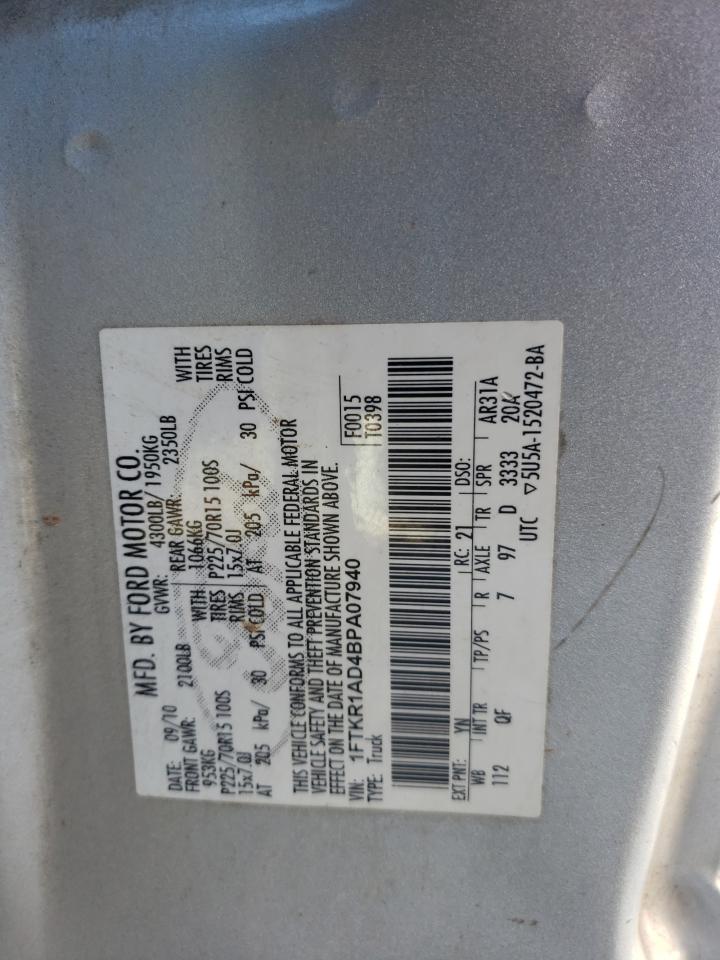 MFD. BY FORD MOTOR CO.
DATE: 09/10 GVWR: 4300LB/ 1950KG
FRONT GAWR: 2100LB REAR GAWR: 2350LB
953KG WITH 1066KG WITH
P225/70R15 100S TIRES P225/70R15 100S TIRES
15x7.0J RIMS 15x7.0J RIMS
AT 205 kPa/ 30 PSI COLD AT 205 kPa/ 30 PSI COLD
THIS VEHICLE CONFORMS TO ALL APPLICABLE FEDERAL MOTOR
VEHICLE SAFETY AND THEFT PREVENTION STANDARDS IN
EFFECT ON THE DATE OF MANUFACTURE SHOWN ABOVE.
VIN: 1FTKR1AD4BPA07940 F0015
TYPE: Truck T0398
EXT PNT: YN RC: 21 DSO:
WB INT TR TP/PS R AXLE TR SPR AR31A
112 QF 7 97 D 3333 20K
UTC ▽5U5A-1520472-BA